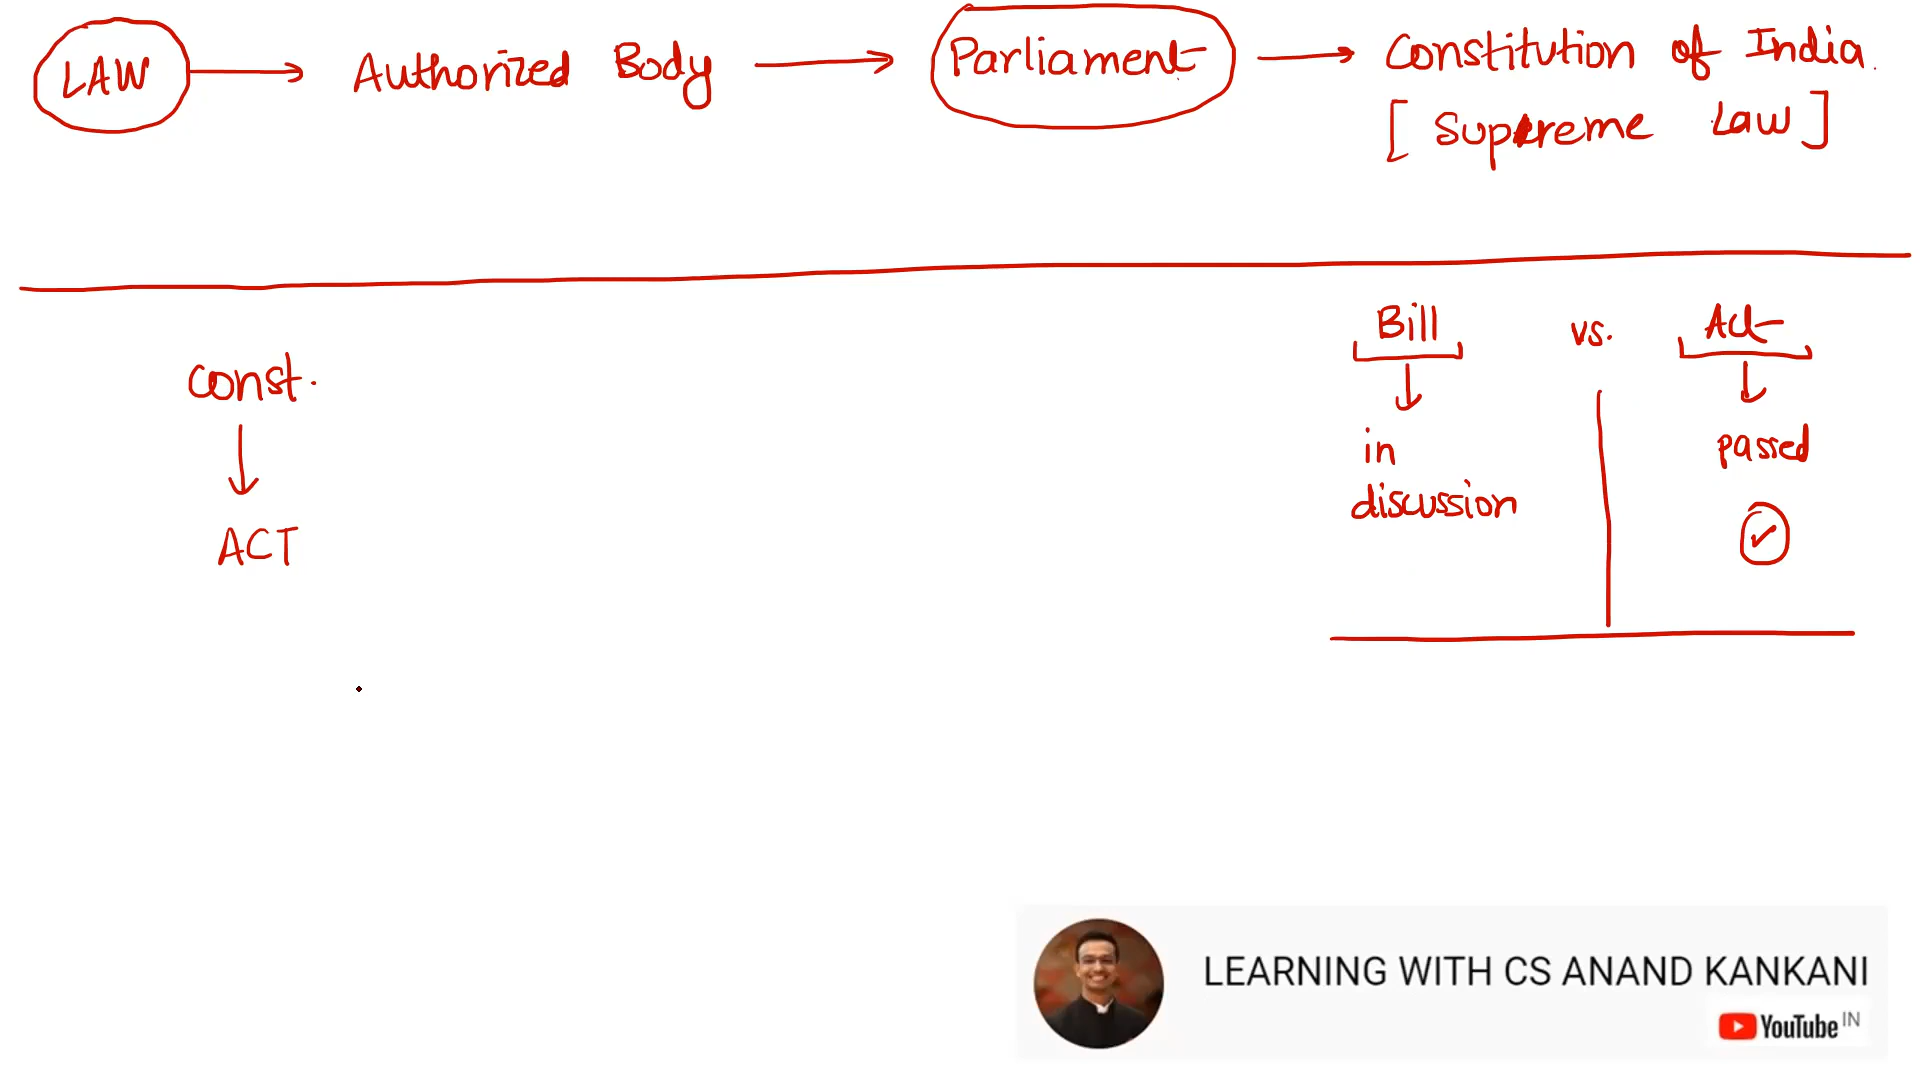 LAW → Authorized Body → Parliament → Constitution of India.
[Supreme Law]
Bill vs. Act
const.
↓
ACT
in
discussion
passed
LEARNING WITH CS ANAND KANKANI
YouTube IN